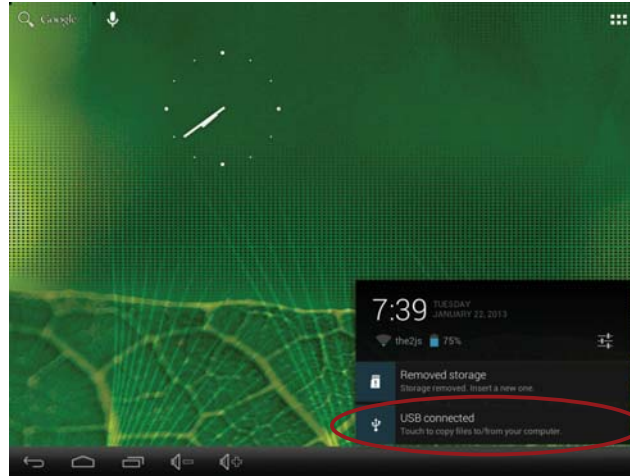 Google
7:39 TUESDAY
JANUARY 22, 2013
the2js 75%
Removed storage
Storage removed. Insert a new one.
USB connected
Touch to copy files to/from your computer.